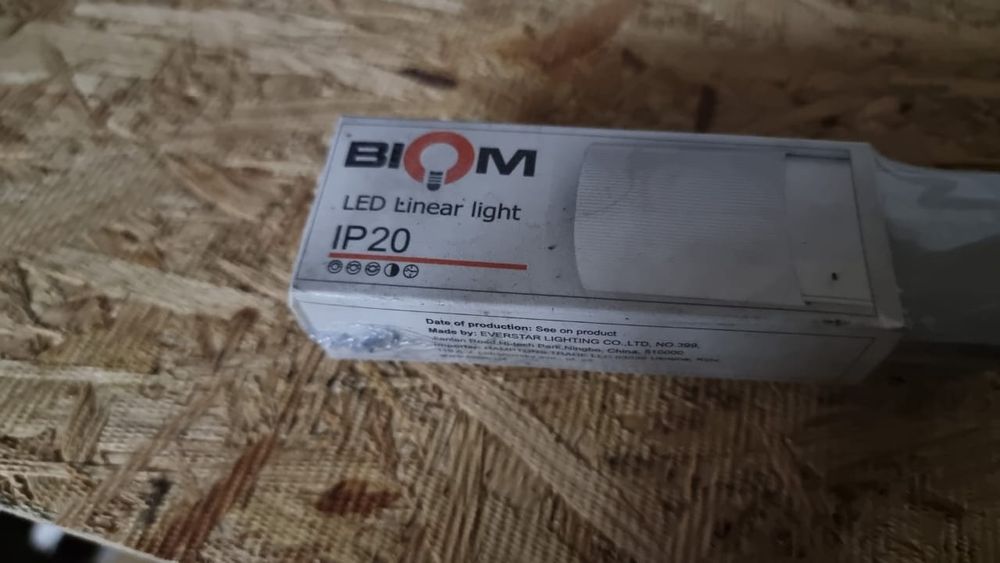 BIOM
LED Linear light
IP20
Date of production: See on product
Made by: EVERSTAR LIGHTING CO.,LTD, NO.399,
Road,Hi-tech Park,Ningbo, China,